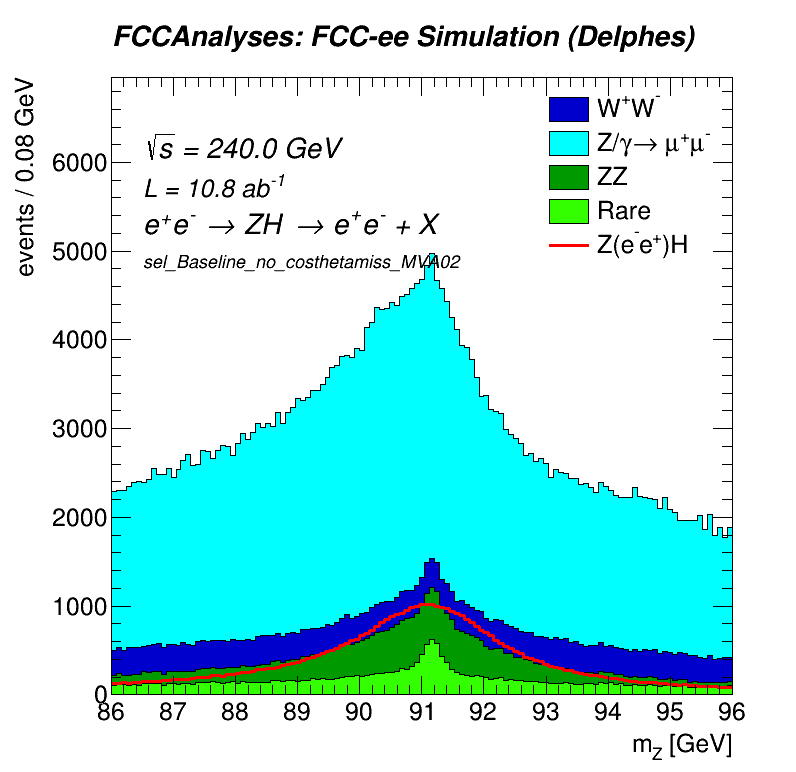 FCCAnalyses: FCC-ee Simulation (Delphes)
events / 0.08 GeV
√s = 240.0 GeV
L = 10.8 ab⁻¹
e⁺e⁻ → ZH → e⁺e⁻ + X
sel_Baseline_no_costhetamiss_MVA02
W⁺W⁻
Z/γ→ μ⁺μ⁻
ZZ
Rare
Z(e⁻e⁺)H
6000
5000
4000
3000
2000
1000
0
86 87 88 89 90 91 92 93 94 95 96
m_Z [GeV]